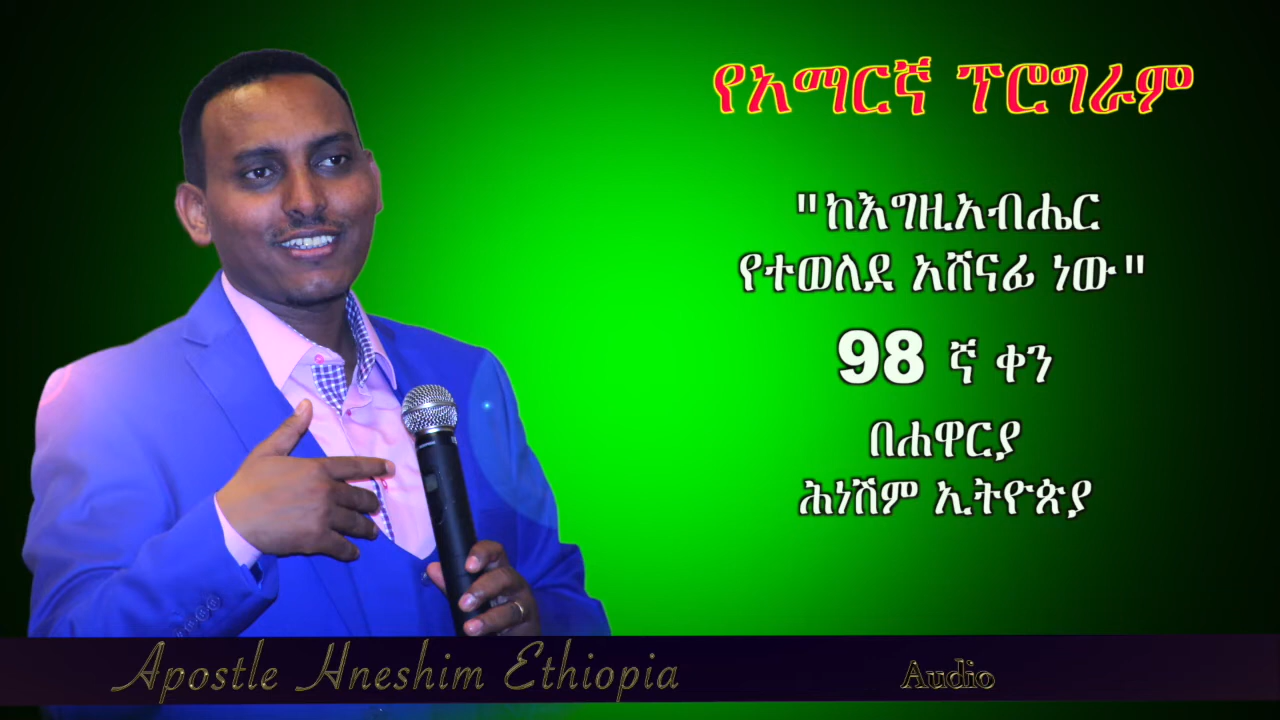 የአማርኛ ፕሮግራም
"ከእግዚአብሔር
የተወለደ አሸናፊ ነው"
98 ኛ ቀን
በሐዋርያ
ሕነሽም ኢትዮጵያ
Apostle Hneshim Ethiopia
Audio